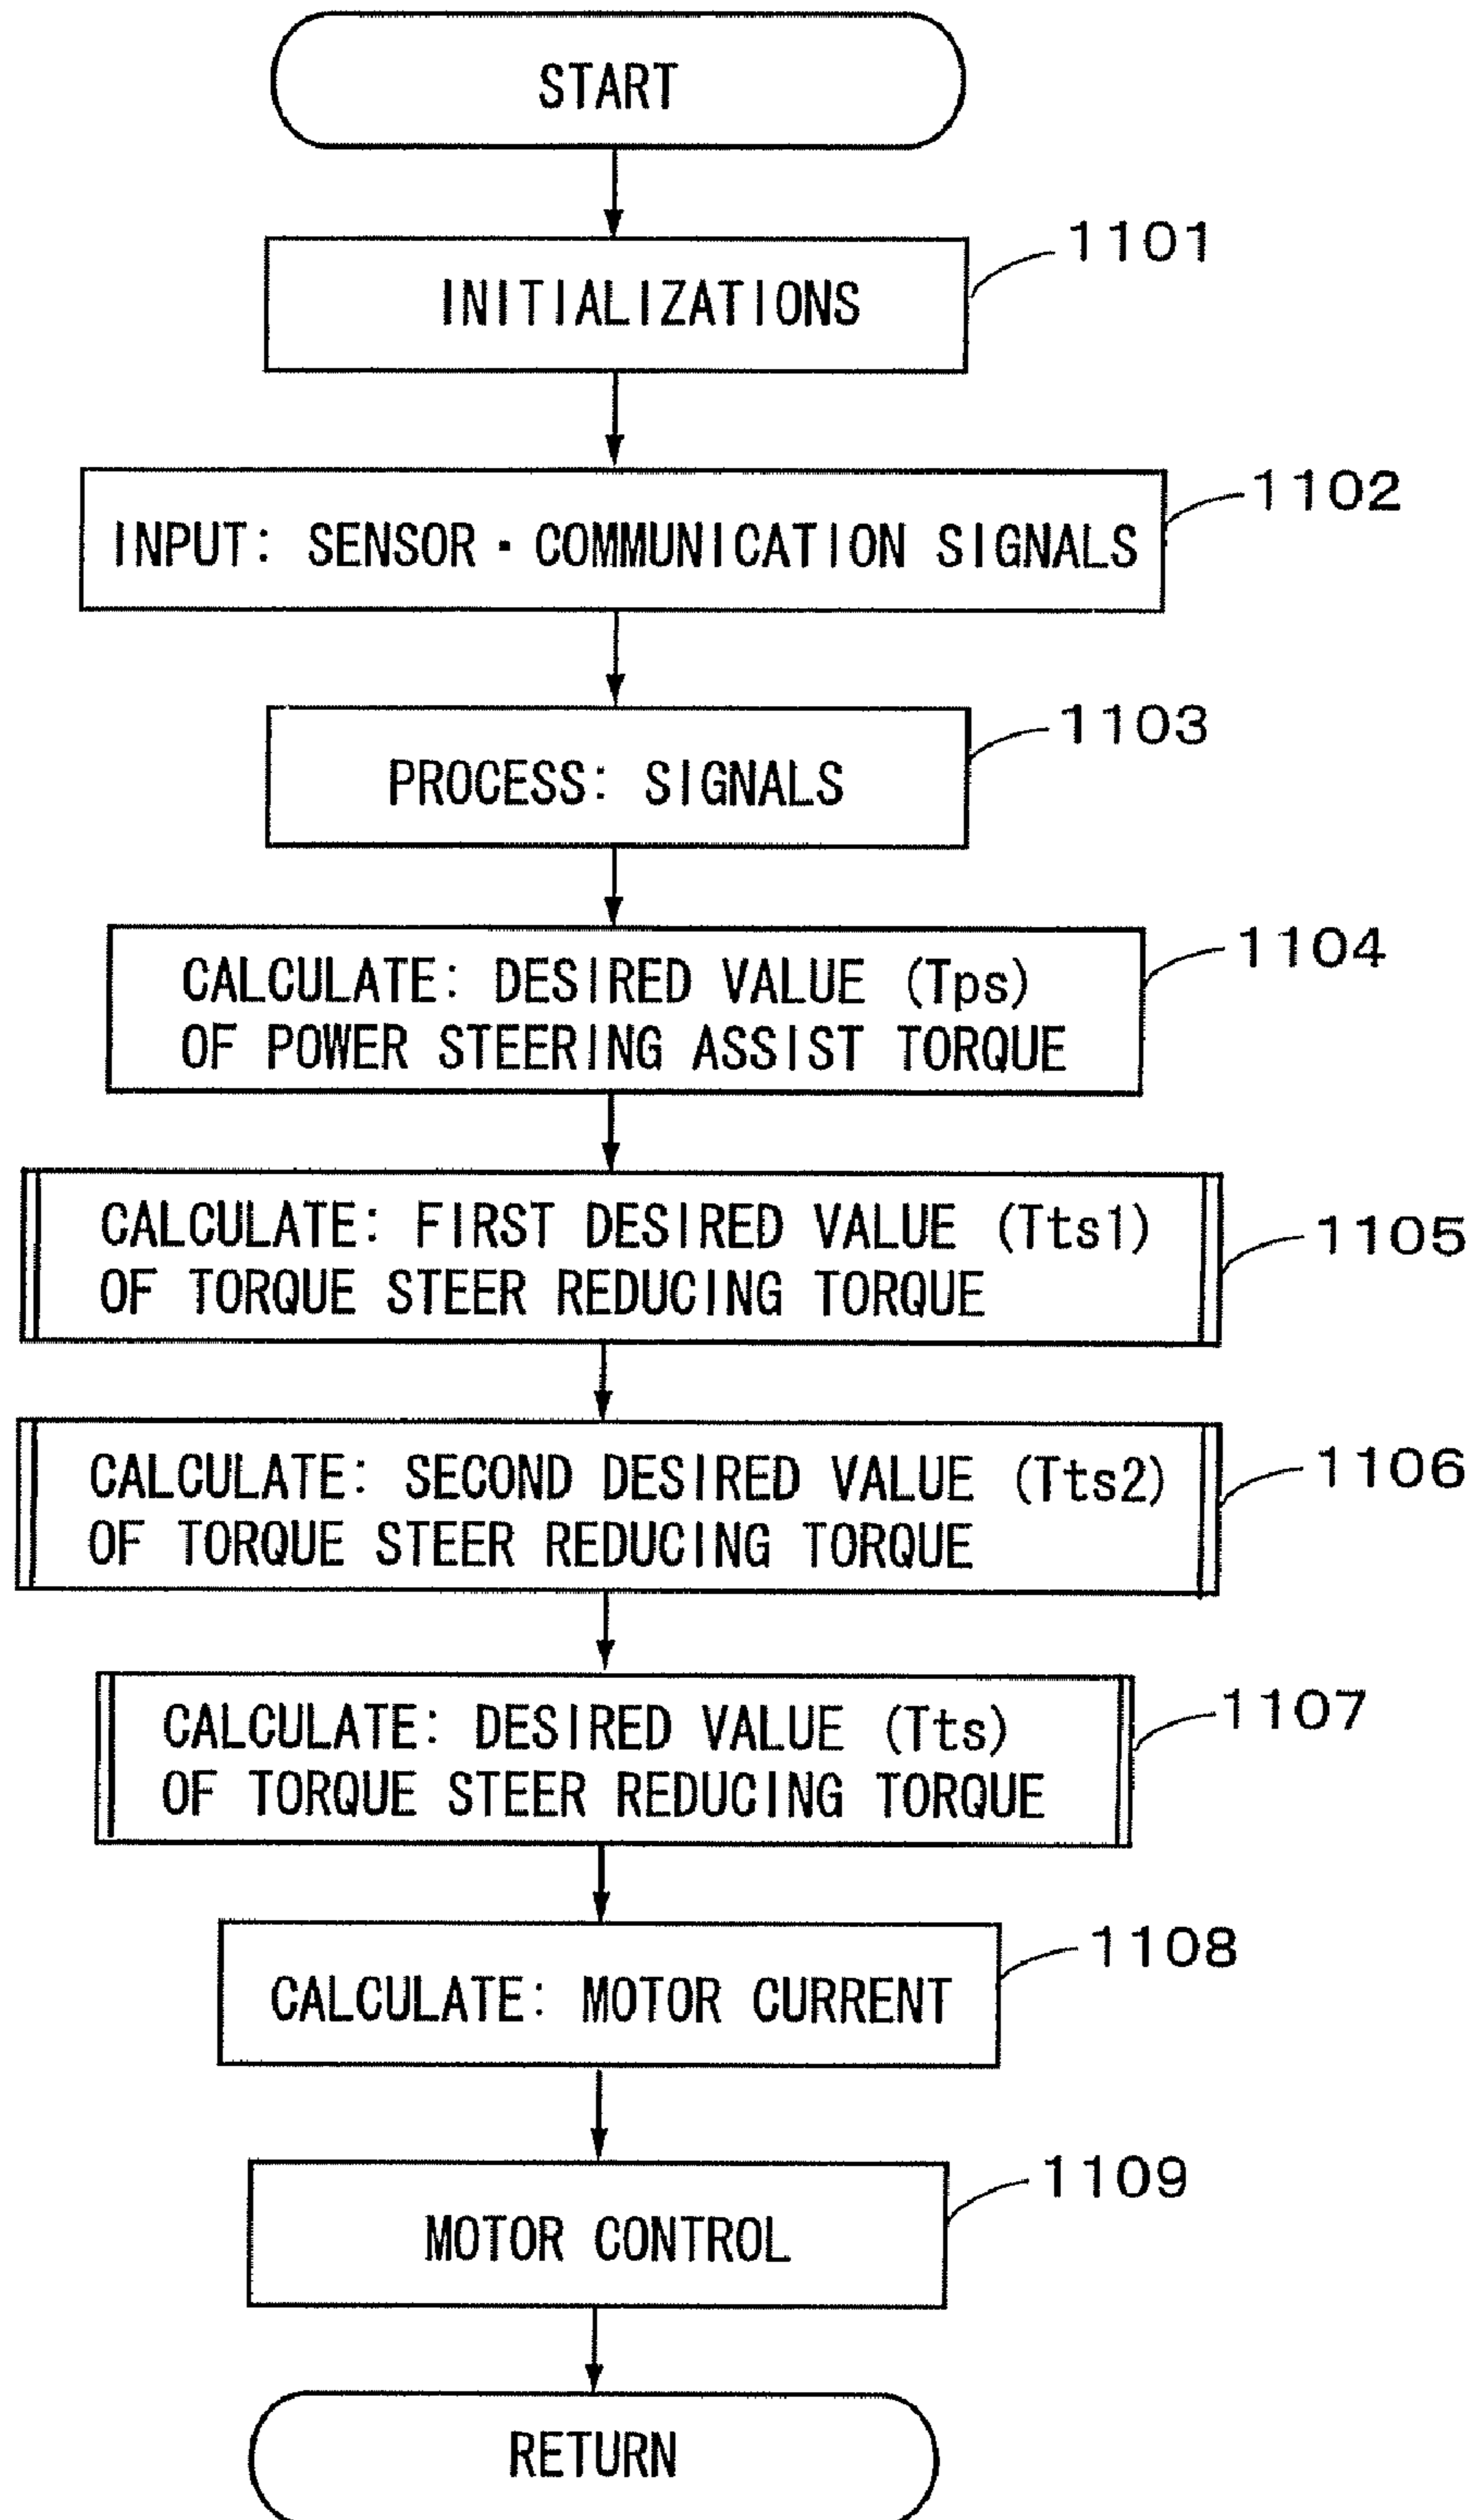 START
1101
INITIALIZATIONS
1102
INPUT: SENSOR・COMMUNICATION SIGNALS
1103
PROCESS: SIGNALS
1104
CALCULATE: DESIRED VALUE (Tps)
OF POWER STEERING ASSIST TORQUE
1105
CALCULATE: FIRST DESIRED VALUE (Tts1)
OF TORQUE STEER REDUCING TORQUE
1106
CALCULATE: SECOND DESIRED VALUE (Tts2)
OF TORQUE STEER REDUCING TORQUE
1107
CALCULATE: DESIRED VALUE (Tts)
OF TORQUE STEER REDUCING TORQUE
1108
CALCULATE: MOTOR CURRENT
1109
MOTOR CONTROL
RETURN